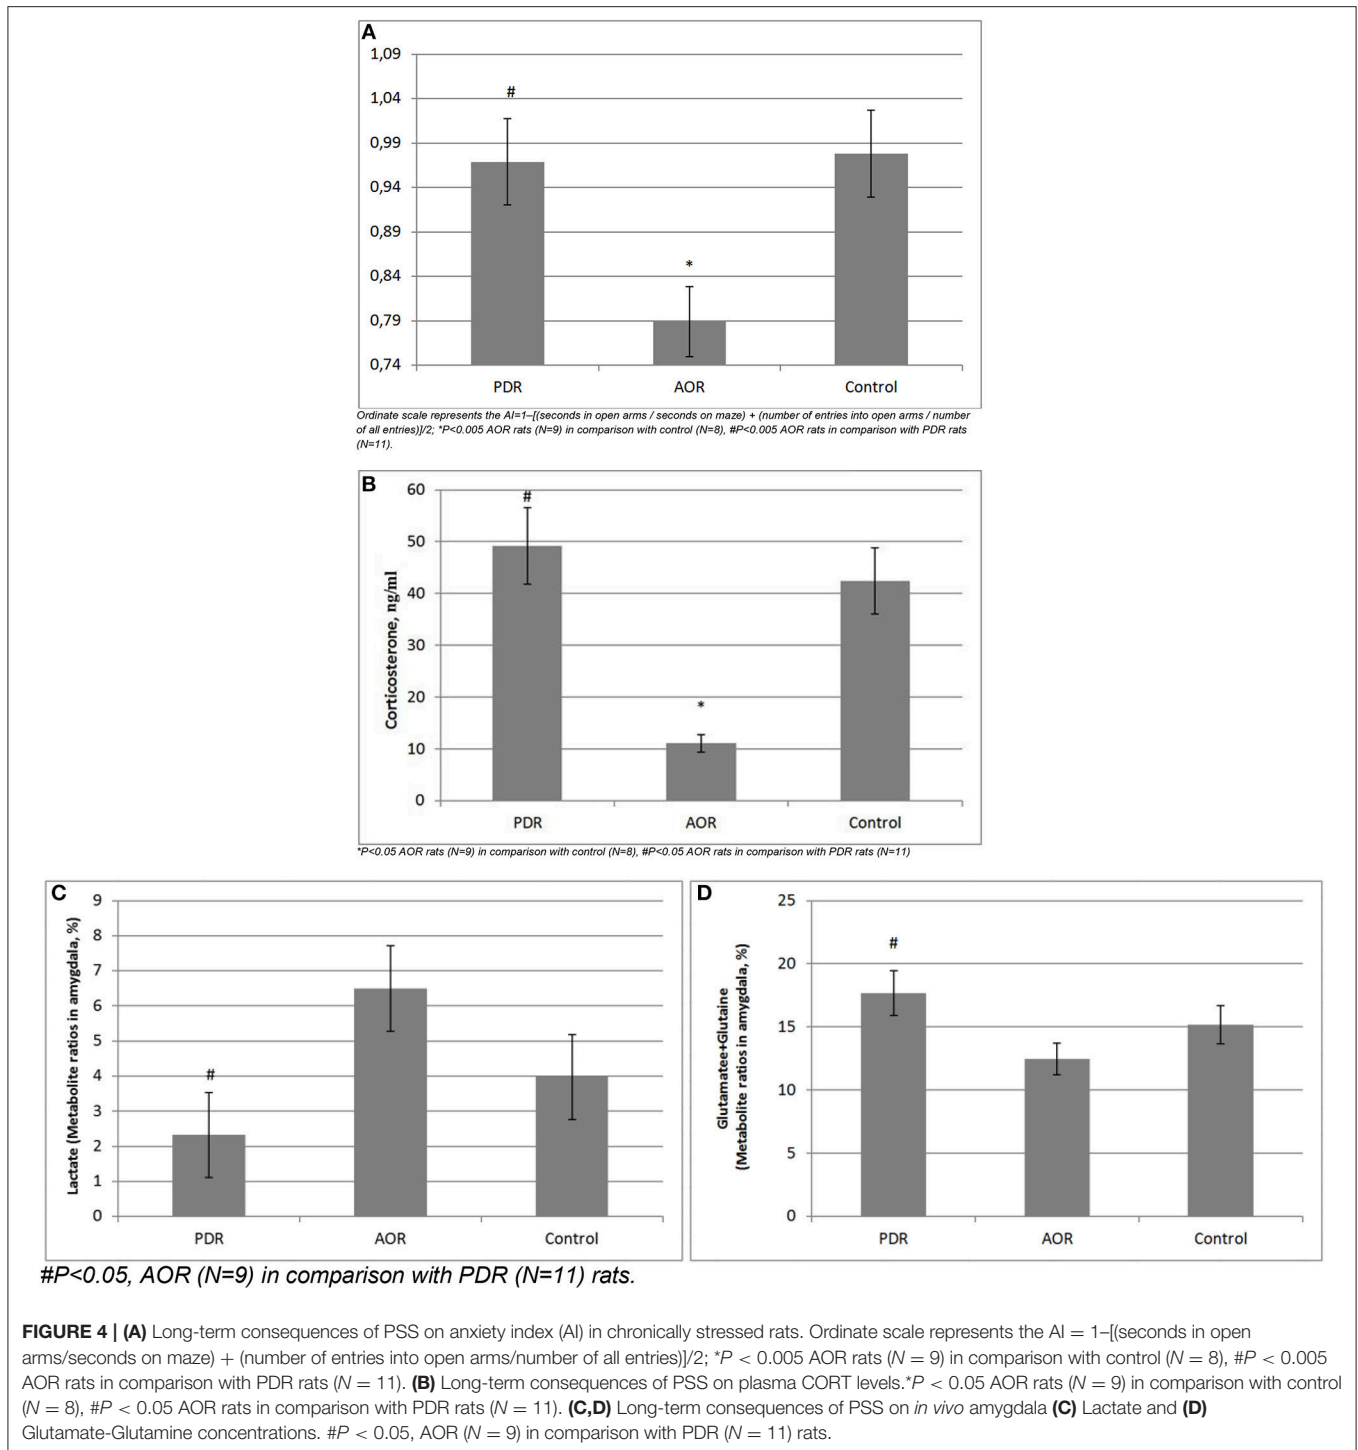 A
1,09
1,04
0,99
0,94
0,89
0,84
0,79
0,74
#
*
PDR
AOR
Control
Ordinate scale represents the AI=1–[(seconds in open arms / seconds on maze) + (number of entries into open arms / number
of all entries)]/2; *P<0.005 AOR rats (N=9) in comparison with control (N=8), #P<0.005 AOR rats in comparison with PDR rats
(N=11).
B
Corticosterone, ng/ml
60
50
40
30
20
10
0
#
*
PDR
AOR
Control
*P<0.05 AOR rats (N=9) in comparison with control (N=8), #P<0.05 AOR rats in comparison with PDR rats (N=11)
C
Lactate (Metabolite ratios in amygdala, %)
9
8
7
6
5
4
3
2
1
0
#
PDR
AOR
Control
D
Glutamatee+Glutaine
(Metabolite ratios in amygdala, %)
25
20
15
10
5
0
#
PDR
AOR
Control
#P<0.05, AOR (N=9) in comparison with PDR (N=11) rats.
FIGURE 4 | (A) Long-term consequences of PSS on anxiety index (AI) in chronically stressed rats. Ordinate scale represents the AI = 1–[(seconds in open
arms/seconds on maze) + (number of entries into open arms/number of all entries)]/2; *P < 0.005 AOR rats (N = 9) in comparison with control (N = 8), #P < 0.005
AOR rats in comparison with PDR rats (N = 11). (B) Long-term consequences of PSS on plasma CORT levels.*P < 0.05 AOR rats (N = 9) in comparison with control
(N = 8), #P < 0.05 AOR rats in comparison with PDR rats (N = 11). (C,D) Long-term consequences of PSS on in vivo amygdala (C) Lactate and (D)
Glutamate-Glutamine concentrations. #P < 0.05, AOR (N = 9) in comparison with PDR (N = 11) rats.